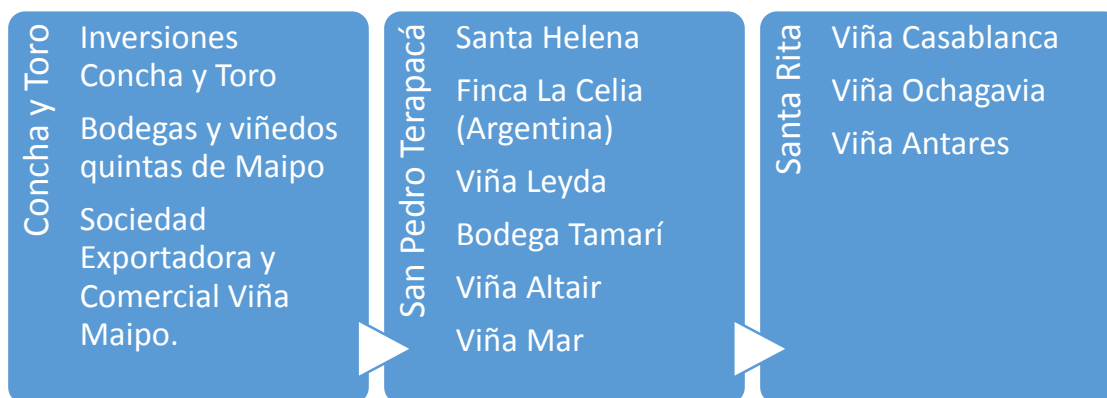 Concha y Toro
Inversiones
Concha y Toro
Bodegas y viñedos
quintas de Maipo
Sociedad
Exportadora y
Comercial Viña
Maipo.
San Pedro Terapacá
Santa Helena
Finca La Celia
(Argentina)
Viña Leyda
Bodega Tamarí
Viña Altair
Viña Mar
Santa Rita
Viña Casablanca
Viña Ochagavia
Viña Antares